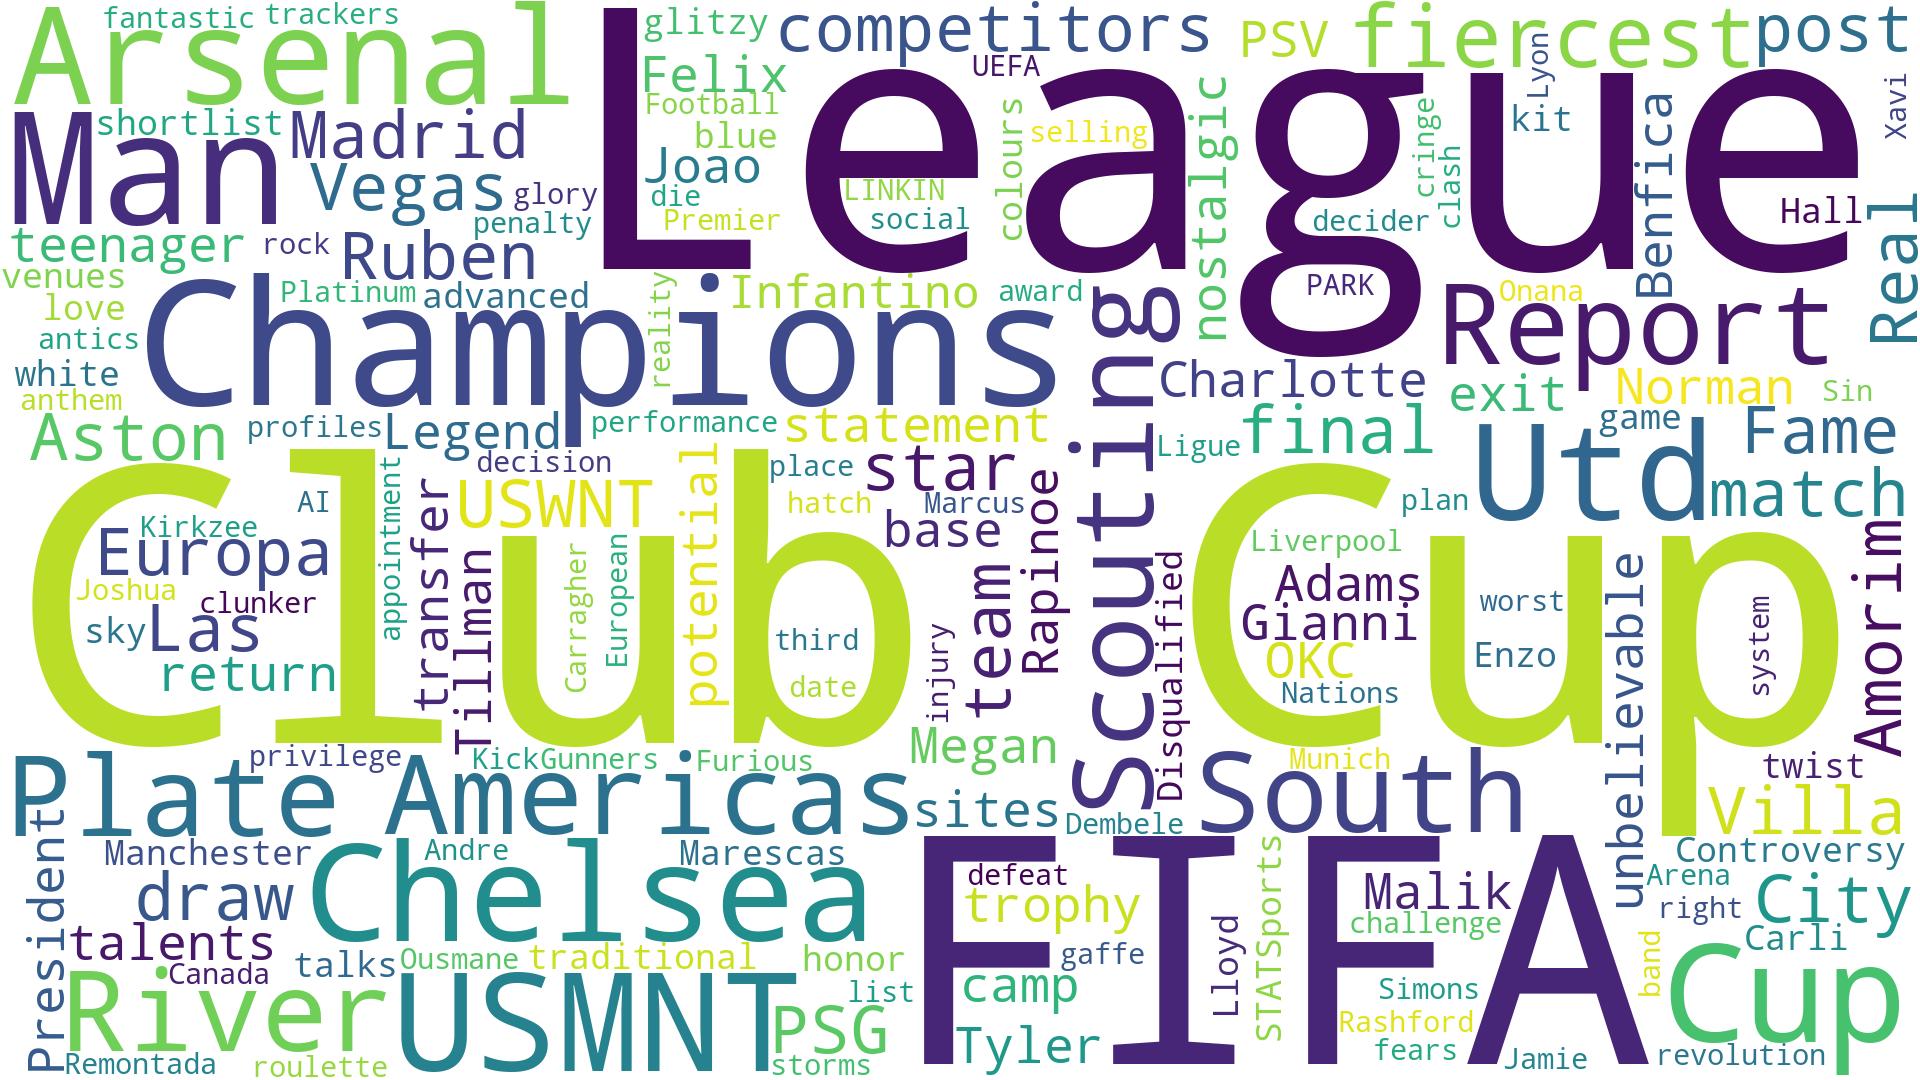 fantastic trackers
Arsenal
League
glitzy
competitors
PSV
fiercest
post
Felix
UEFA
Lyon
Xavi
Football
colours
nostalgic
cringe
kit
Benfica
Man
shortlist
Madrid
blue
selling
clash
Joao
Vegas
glory
die
LINKIN
Premier
social
decider
Hall
Real
penalty
teenager
rock
Ruben
venues
Platinum
advanced
reality
Infantino
award
PARK
Onana
love
Champions
Scouting
Report
antics
white
anthem
Charlotte
exit
Norman
Sin
Aston
profiles
Legend
performance
statement
Ligue
final
game
Fame
Utd
decision
potential
place
star
match
Club
Cup
AI
appointment
transfer
USWNT
hatch
Marcus
Rapinoe
plan
Kirkzee
Europa
base
Liverpool
Joshua
clunker
Tillman
Carragher
European
team
Disqualified
Adams
worst
unbelievable
system
Amorim
sky
Las
third
injury
Gianni
OKC
Enzo
return
date
Nations
privilege
Kick
Gunners
Furious
Megan
Munich
twist
Plate
Americas
sites
Dembele
South
Villa
President
Manchester
Andre
Marescas
FIFA
Controversy
draw
Chelsea
defeat
STATSports
Malik
Arena
right
City
talents
trophy
Lloyd
challenge
Carli
Canada
talks
Ousmane
traditional
honor
gaffe
band
Cup
River
USMNT
list
camp
Simons
PSG
Rashford
Tyler
fears
Jamie
revolution
Remontada
roulette
storms